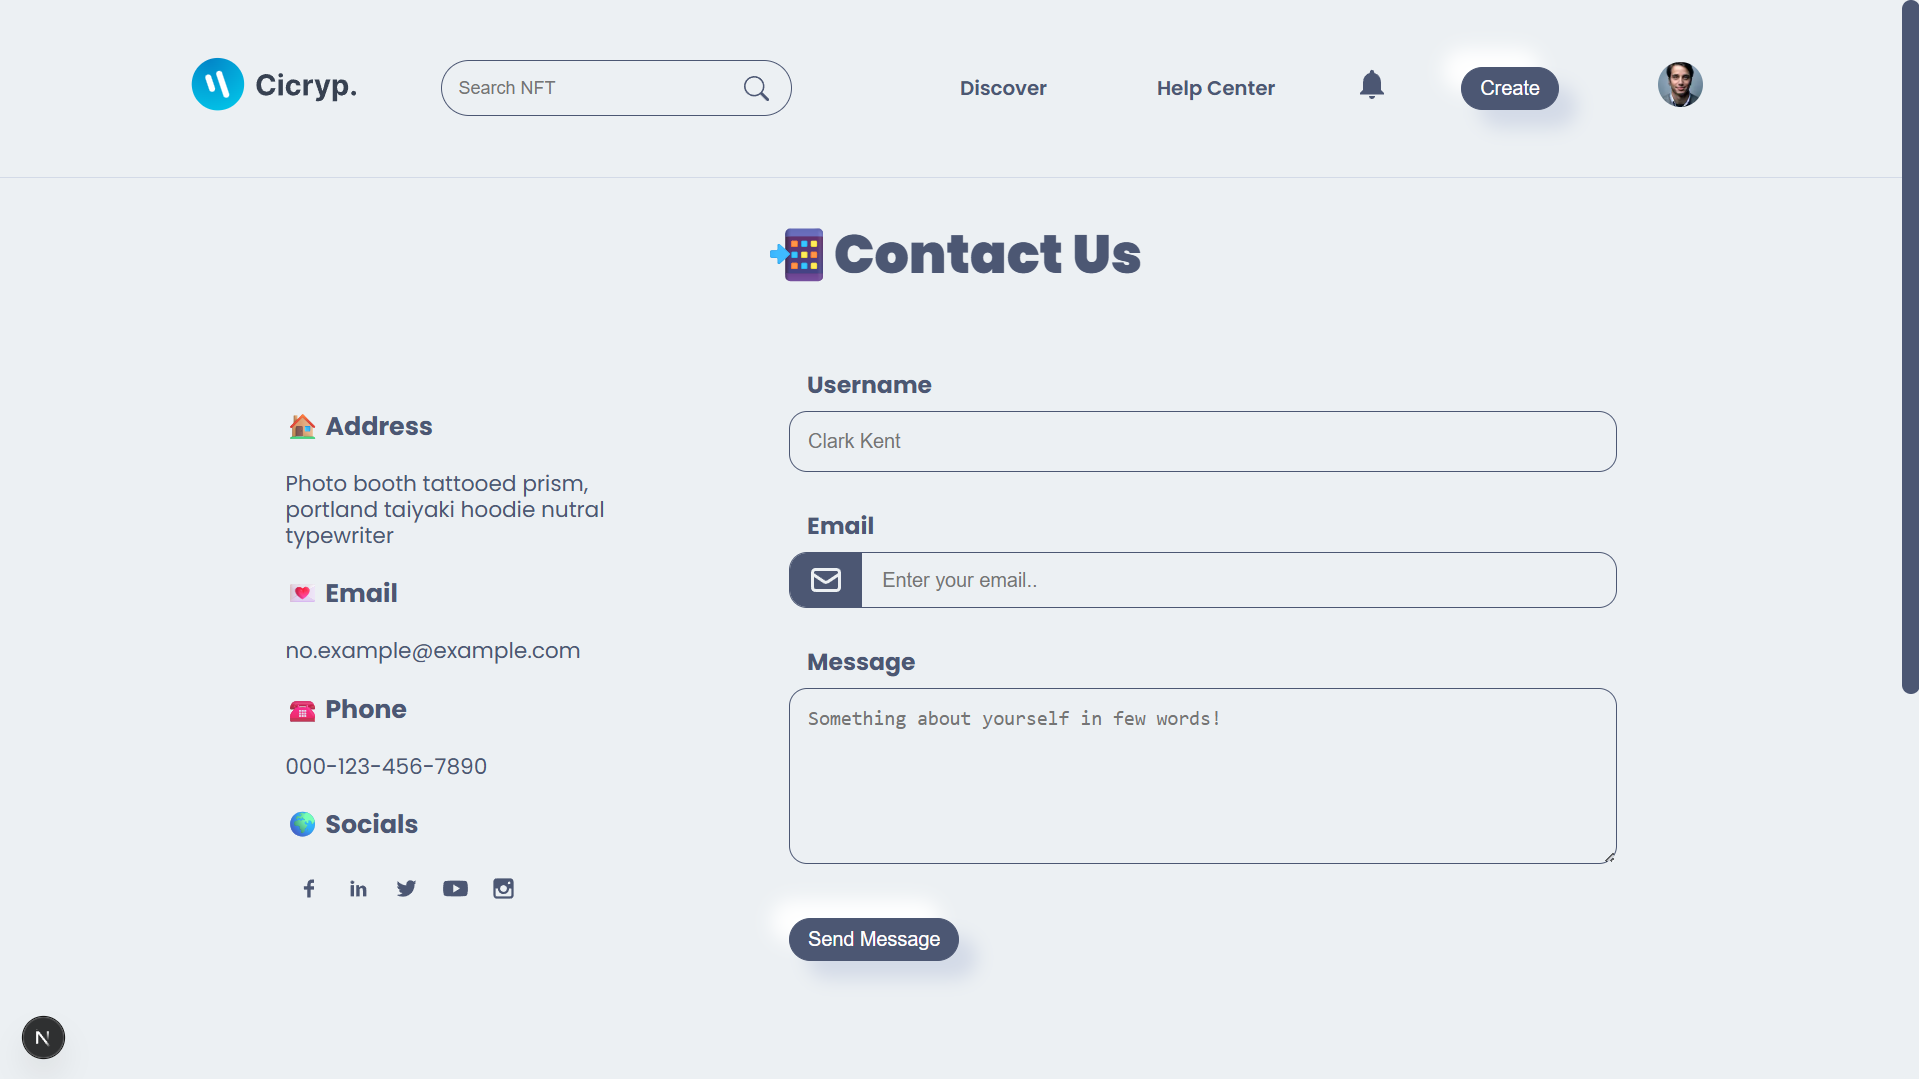 Cicryp.
Search NFT
Discover
Help Center
Create
Contact Us
Address
Photo booth tattooed prism,
portland taiyaki hoodie nutral
typewriter
Email
no.example@example.com
Phone
000-123-456-7890
Socials
Username
Clark Kent
Email
Enter your email..
Message
Something about yourself in few words!
Send Message
N